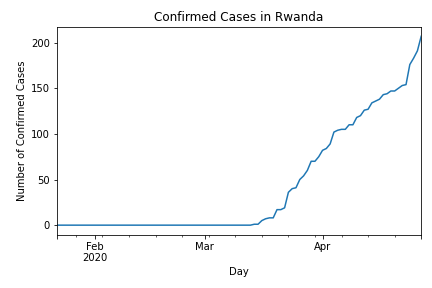 Confirmed Cases in Rwanda
Number of Confirmed Cases
200
150
100
50
0
Feb
2020
Mar
Apr
Day